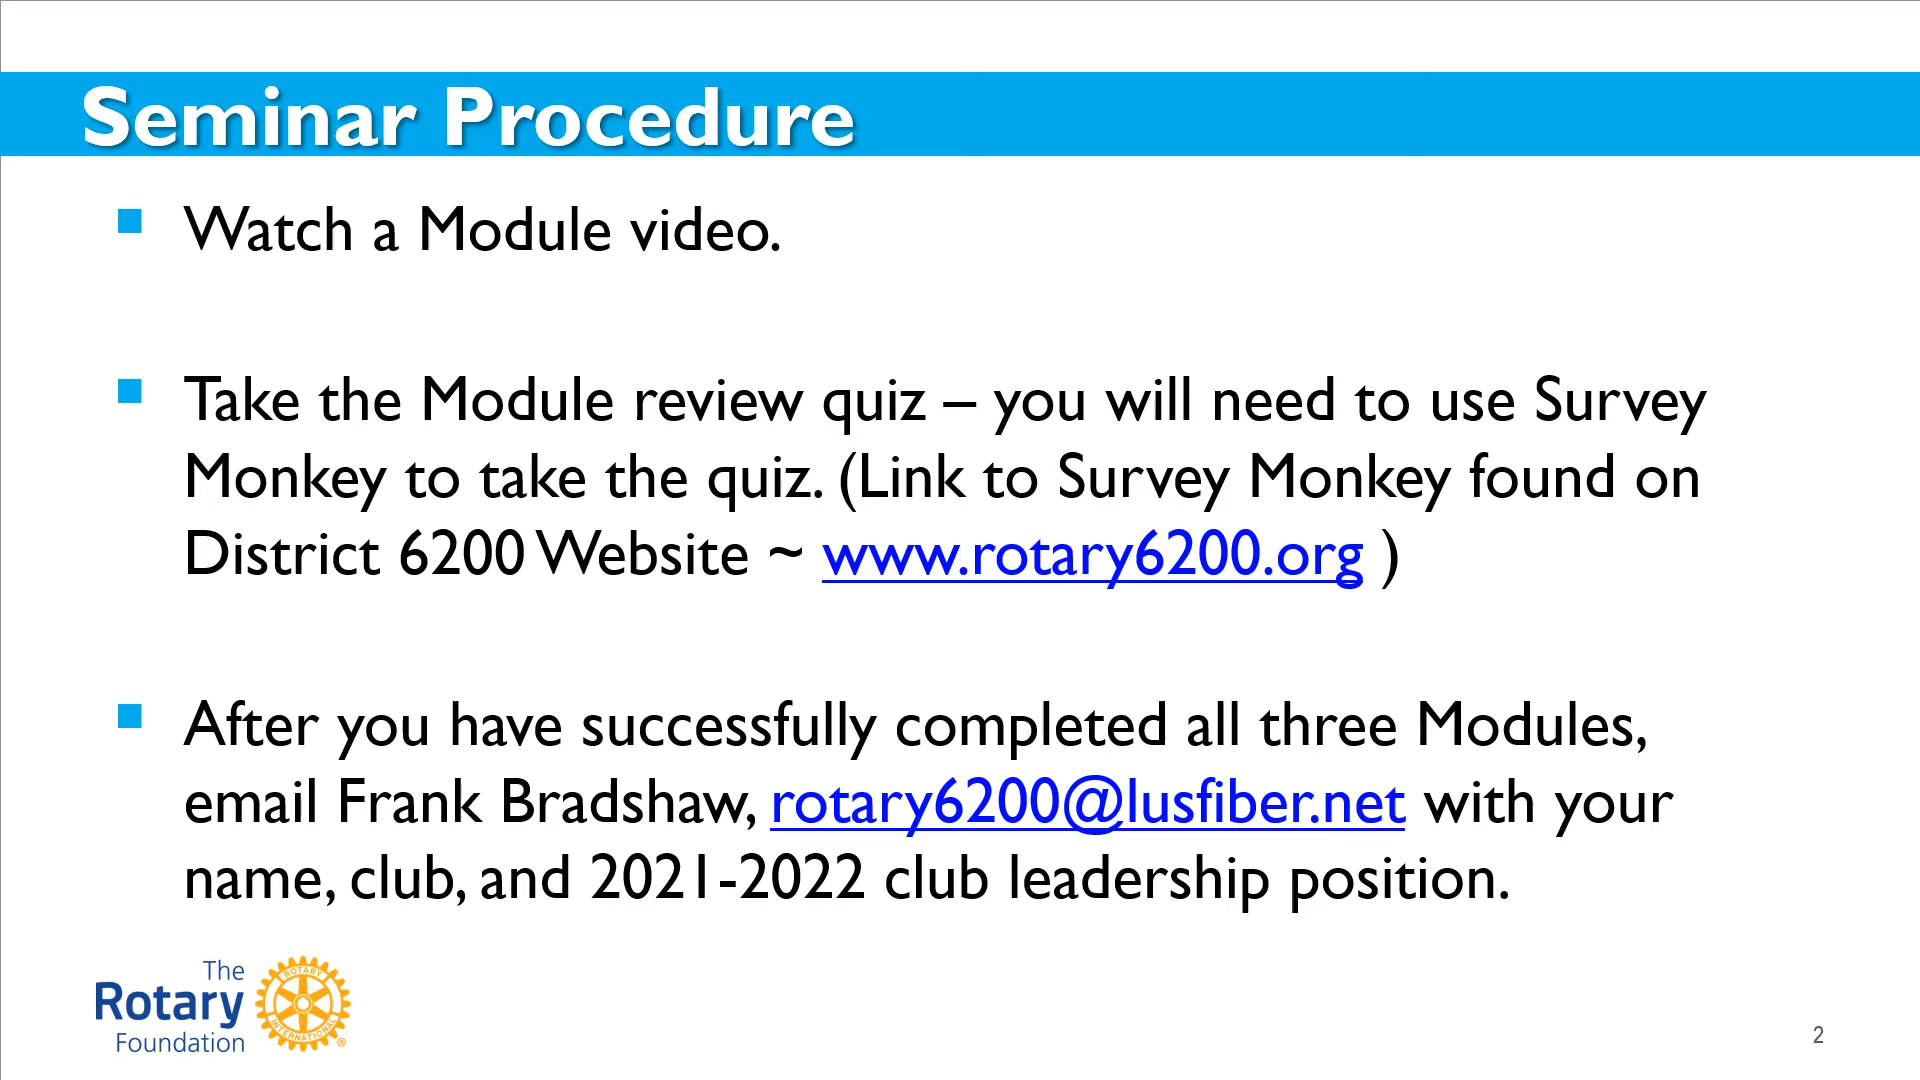 Seminar Procedure
Watch a Module video.
Take the Module review quiz – you will need to use Survey
Monkey to take the quiz. (Link to Survey Monkey found on
District 6200 Website ~ www.rotary6200.org )
After you have successfully completed all three Modules,
email Frank Bradshaw, rotary6200@lusfiber.net with your
name, club, and 2021-2022 club leadership position.
The
Rotary
Foundation
ROTARY
INTERNATIONAL
®
2